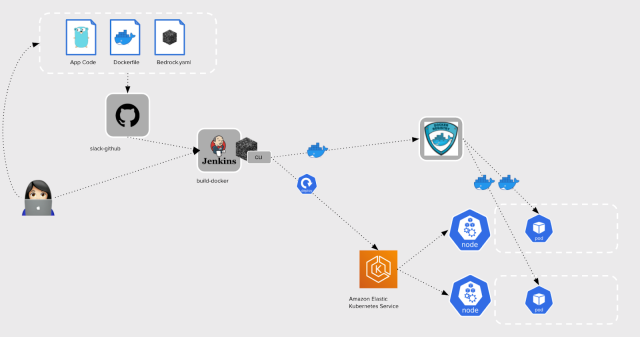 App Code
Dockerfile
Bedrock.yaml
slack-github
Jenkins
CLI
build-docker
node
pod
Amazon Elastic
Kubernetes Service
node
pod